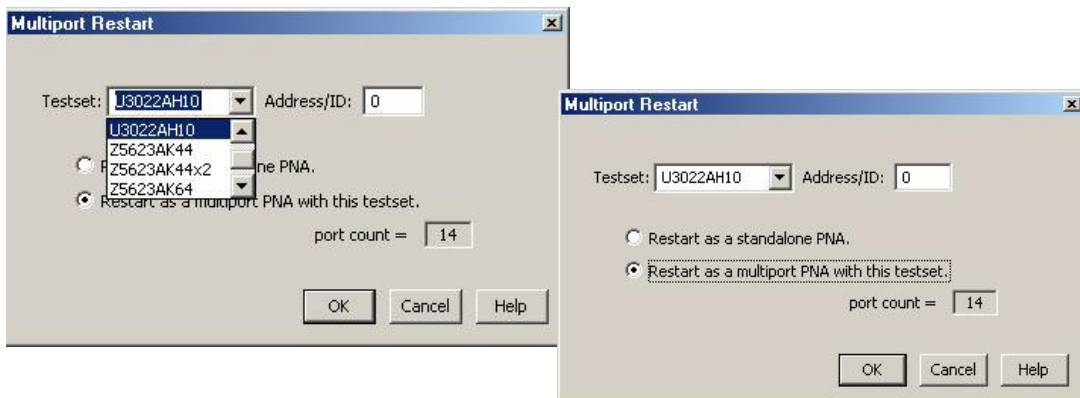 Multiport Restart
Testset: U3022AH10 Address/ID: 0
U3022AH10
Z5623AK44
Z5623AK44x2
Z5623AK64
ne PNA.
Restart as a multiport PNA with this testset.
port count = 14
OK Cancel Help
Multiport Restart
Testset: U3022AH10 Address/ID: 0
Restart as a standalone PNA.
Restart as a multiport PNA with this testset.
port count = 14
OK Cancel Help